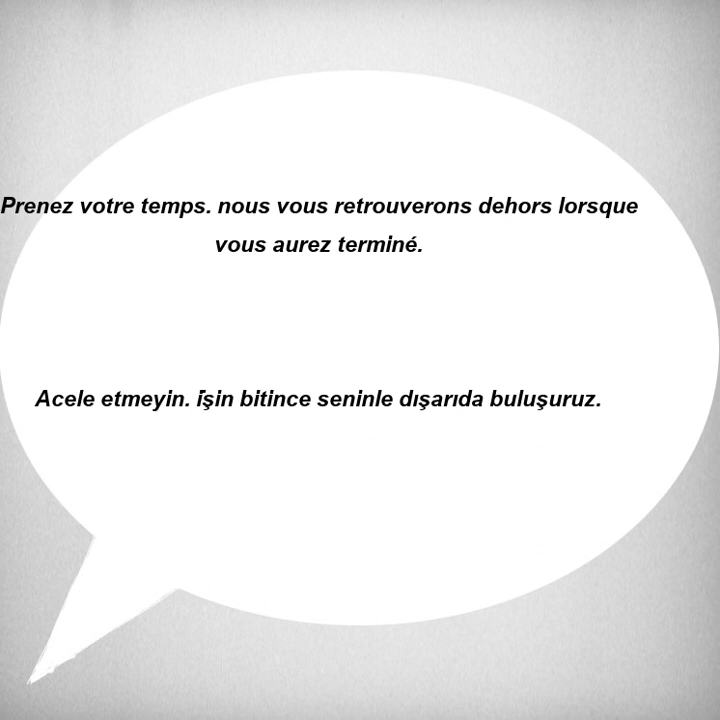 Prenez votre temps. nous vous retrouverons dehors lorsque
vous aurez terminé.
Acele etmeyin. i̇şin bitince seninle dışarıda buluşuruz.